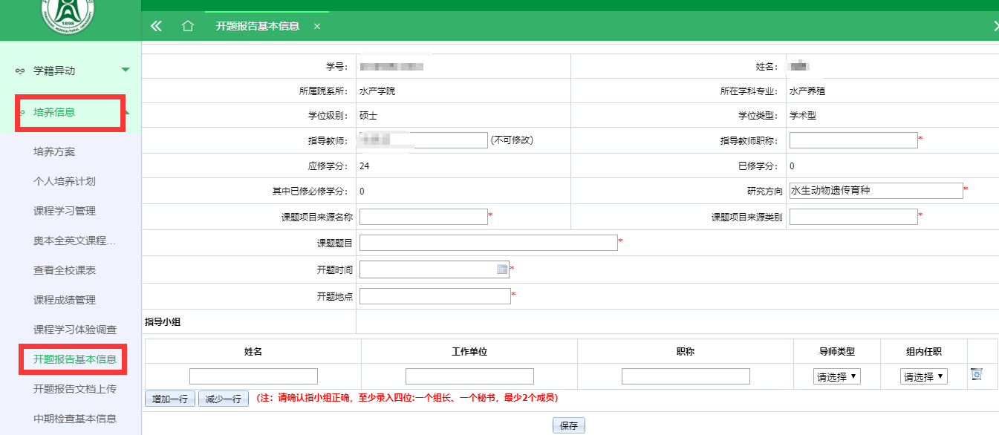 1898
开题报告基本信息 ×
学籍异动
培养信息
培养方案
个人培养计划
课程学习管理
奥本全英文课程...
查看全校课表
课程成绩管理
课程学习体验调查
开题报告基本信息
开题报告文档上传
中期检查基本信息
学号: 姓名:
所属院系所: 水产学院 所在学科专业: 水产养殖
学位级别: 硕士 学位类型: 学术型
指导教师: (不可修改) 指导教师职称: *
应修学分: 24 已修学分: 0
其中已修必修学分: 0 研究方向 水生动物遗传育种 *
课题项目来源名称 * 课题项目来源类别 *
课题题目 *
开题时间 *
开题地点 *
指导小组
姓名 工作单位 职称 导师类型 组内任职
请选择 ▼ 请选择 ▼
增加一行 减少一行 (注: 请确认指小组正确，至少录入四位:一个组长、一个秘书，最少2个成员)
保存